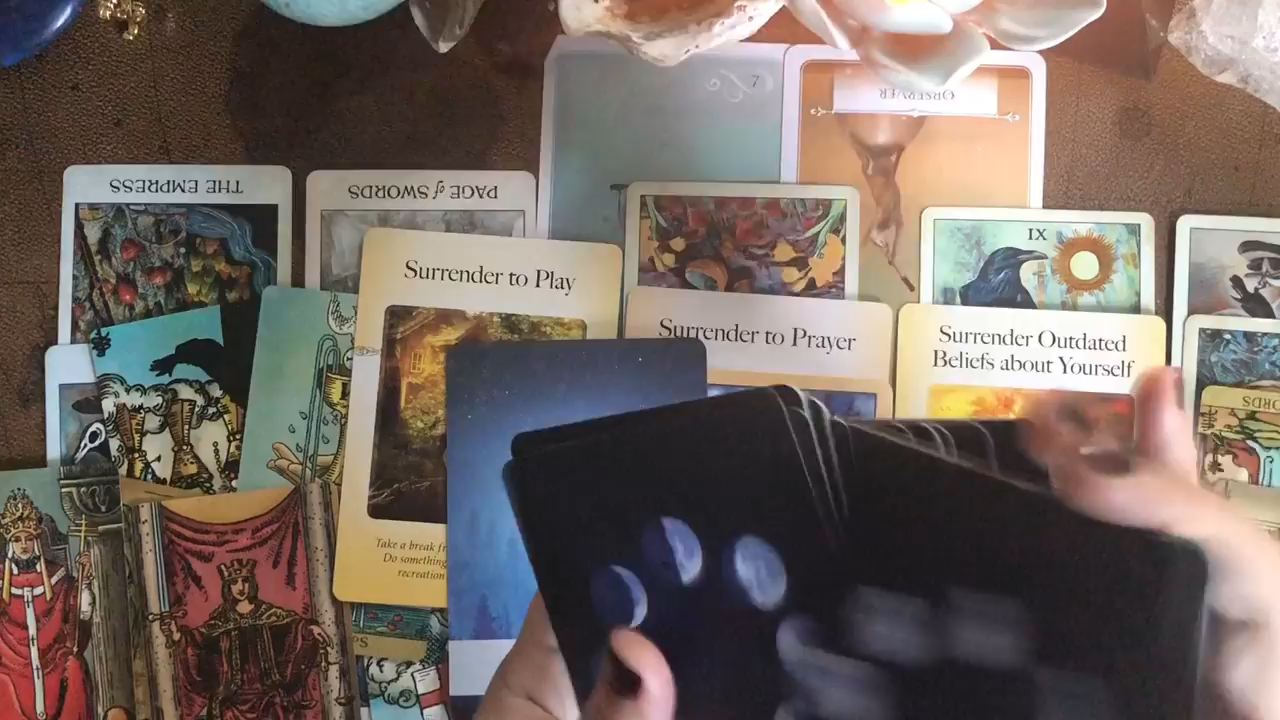 7
OBSERVER
THE EMPRESS
PAGE of SWORDS
IX
Surrender to Play
Surrender to Prayer
Surrender Outdated
Beliefs about Yourself
Take a break
Do something
recreation